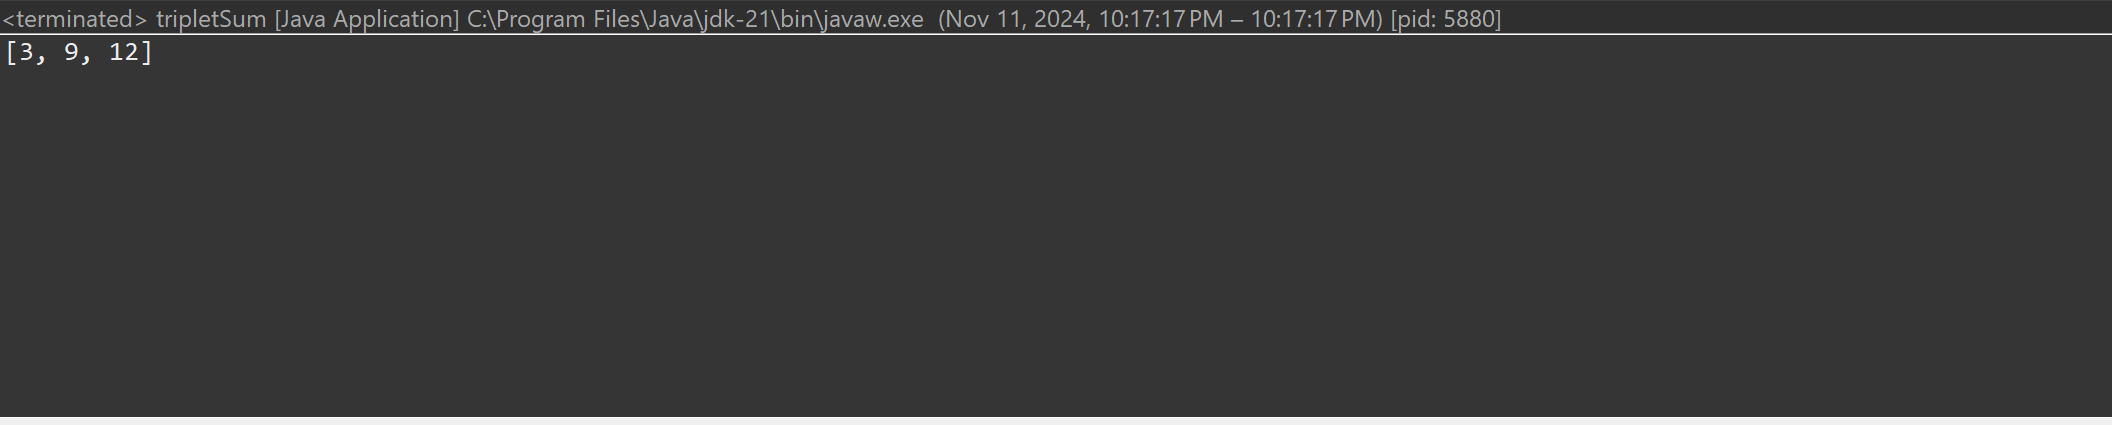 <terminated> tripletSum [Java Application] C:\Program Files\Java\jdk-21\bin\javaw.exe  (Nov 11, 2024, 10:17:17 PM – 10:17:17 PM) [pid: 5880]
[3, 9, 12]